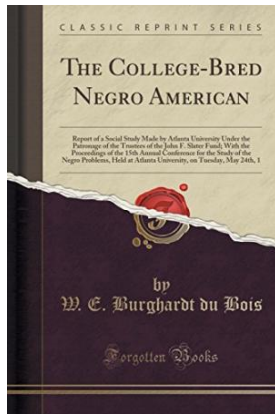 CLASSIC REPRINT SERIES
THE COLLEGE-BRED
NEGRO AMERICAN
Report of a Social Study Made by Atlanta University Under the
Patronage of the Trustees of the John F. Slater Fund; With the
Proceedings of the 15th Annual Conference for the Study of the
Negro Problems, Held at Atlanta University, on Tuesday, May 24th, 1
by
W. E. Burghardt du Bois
Forgotten Books